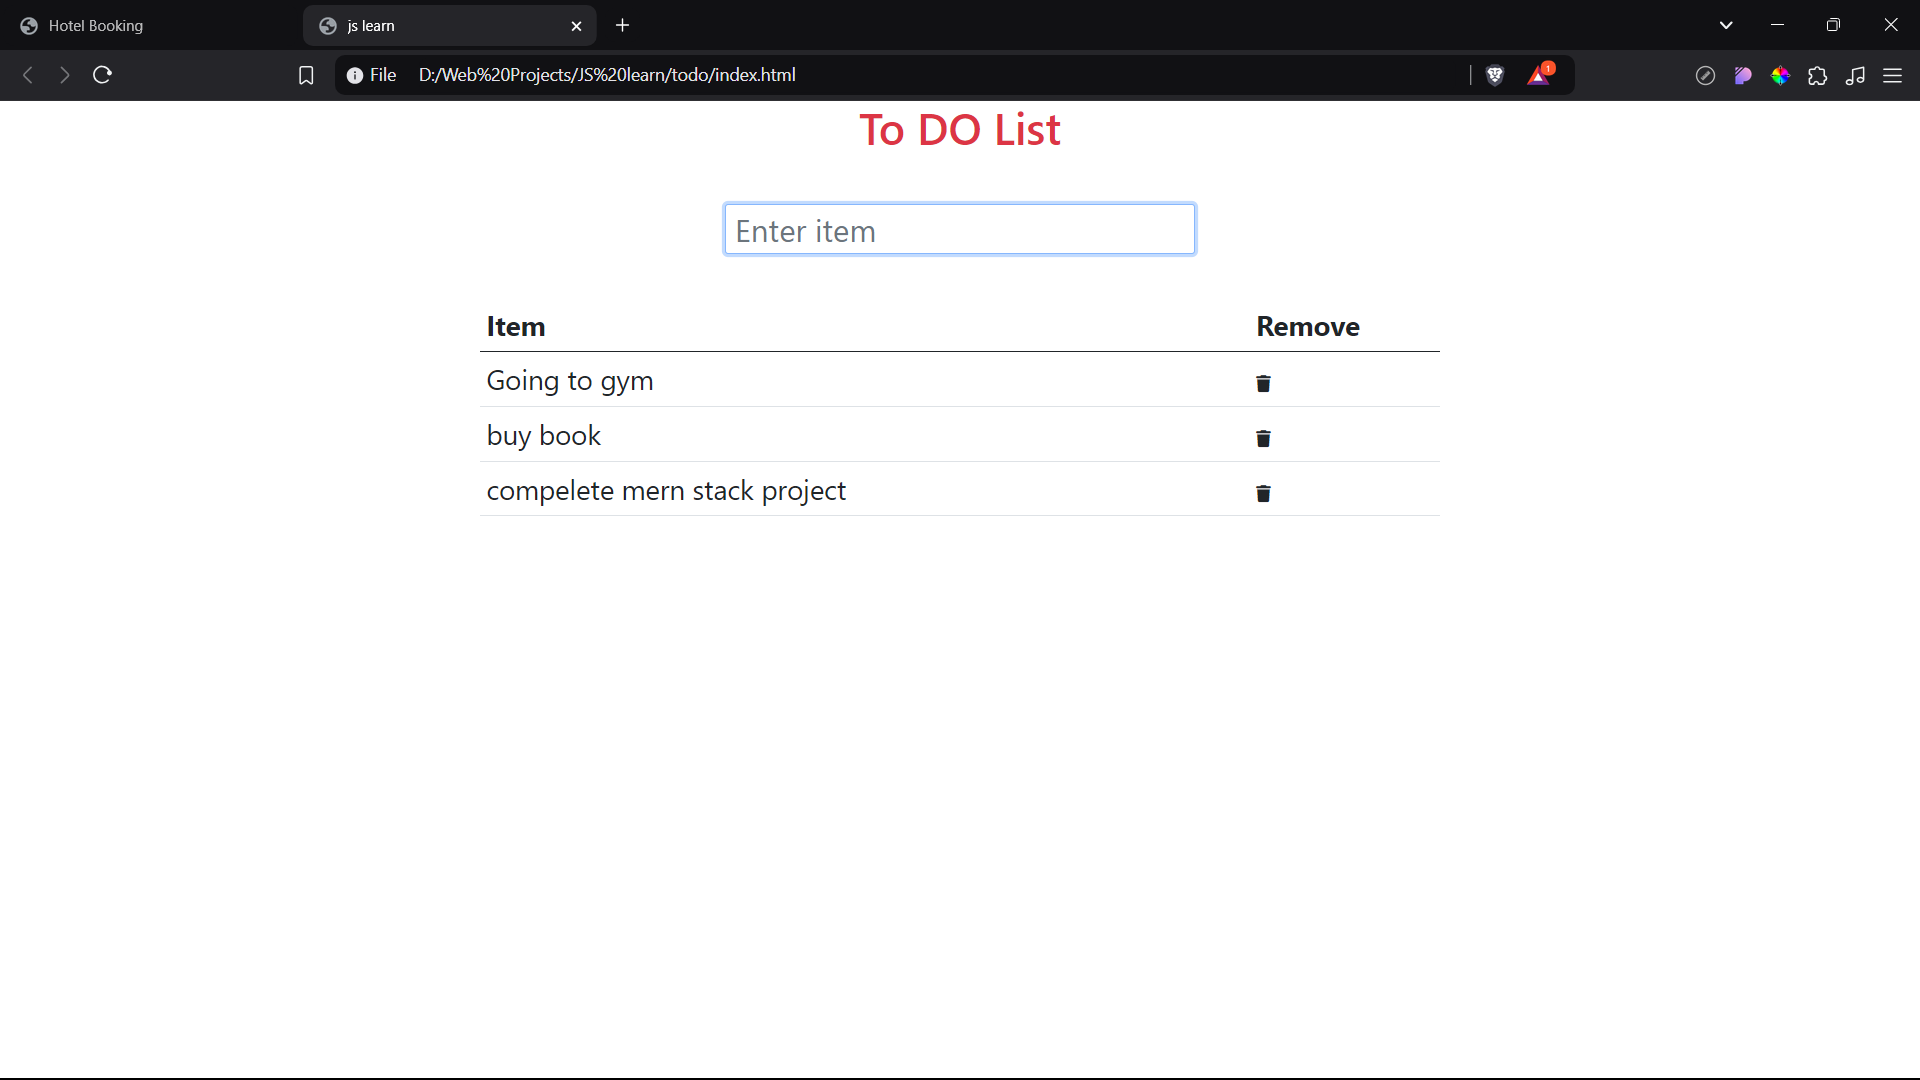 Hotel Booking
js learn
File D:/Web%20Projects/JS%20learn/todo/index.html
1
To DO List
Enter item
Item Remove
Going to gym
buy book
compelete mern stack project